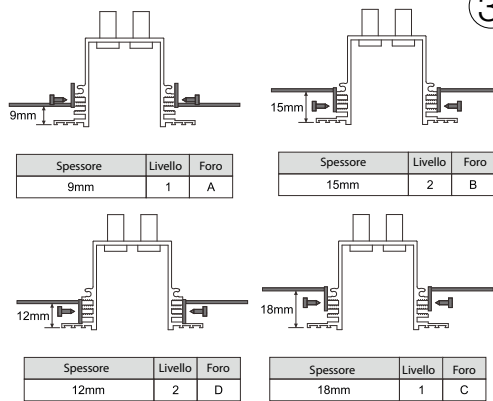 3
9mm
15mm
Spessore Livello Foro
9mm 1 A
Spessore Livello Foro
15mm 2 B
12mm
18mm
Spessore Livello Foro
12mm 2 D
Spessore Livello Foro
18mm 1 C